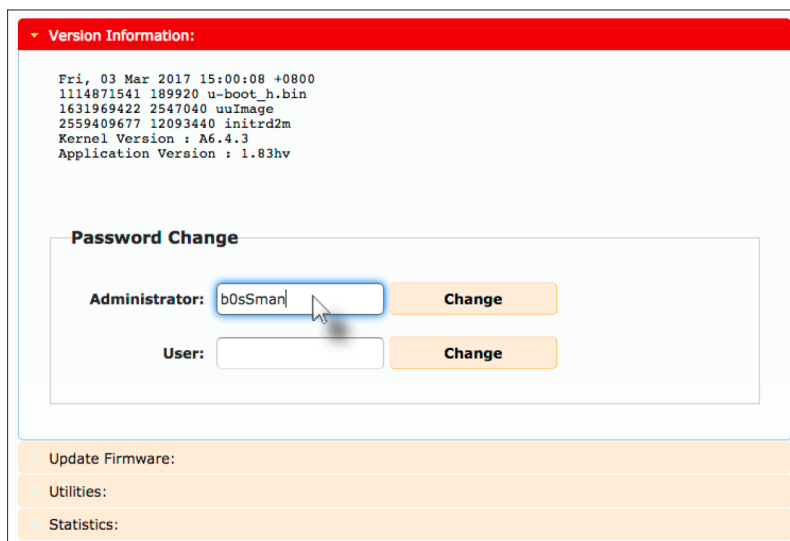 Version Information:
Fri, 03 Mar 2017 15:00:08 +0800
1114871541 189920 u-boot_h.bin
1631969422 2547040 uuImage
2559409677 12093440 initrd2m
Kernel Version : A6.4.3
Application Version : 1.83hv
Password Change
Administrator: b0sSman Change
User: Change
Update Firmware:
Utilities:
Statistics: